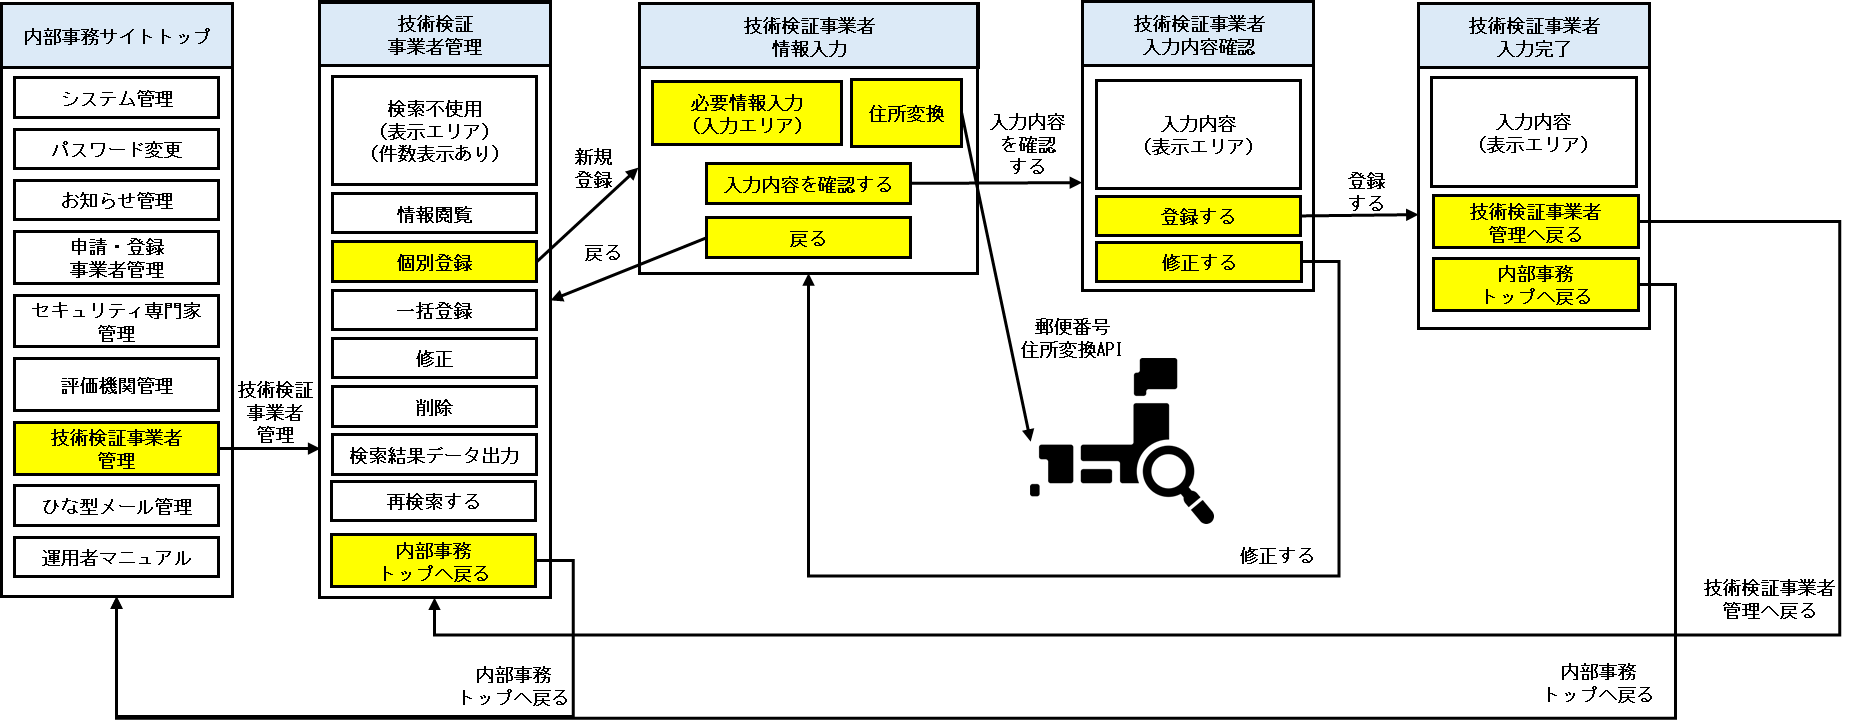 内部事務サイトトップ
システム管理
パスワード変更
お知らせ管理
申請・登録
事業者管理
セキュリティ専門家
管理
評価機関管理
技術検証事業者
管理
ひな型メール管理
運用者マニュアル
技術検証
事業者
管理
技術検証
事業者管理
検索不使用
（表示エリア）
（件数表示あり）
情報閲覧
個別登録
一括登録
修正
削除
検索結果データ出力
再検索する
内部事務
トップへ戻る
新規
登録
戻る
内部事務
トップへ戻る
技術検証事業者
情報入力
必要情報入力
（入力エリア）
住所変換
入力内容を確認する
戻る
入力内容
を確認
する
郵便番号
住所変換API
技術検証事業者
入力内容確認
入力内容
（表示エリア）
登録する
修正する
修正する
登録
する
技術検証事業者
入力完了
入力内容
（表示エリア）
技術検証事業者
管理へ戻る
内部事務
トップへ戻る
技術検証事業者
管理へ戻る
内部事務
トップへ戻る